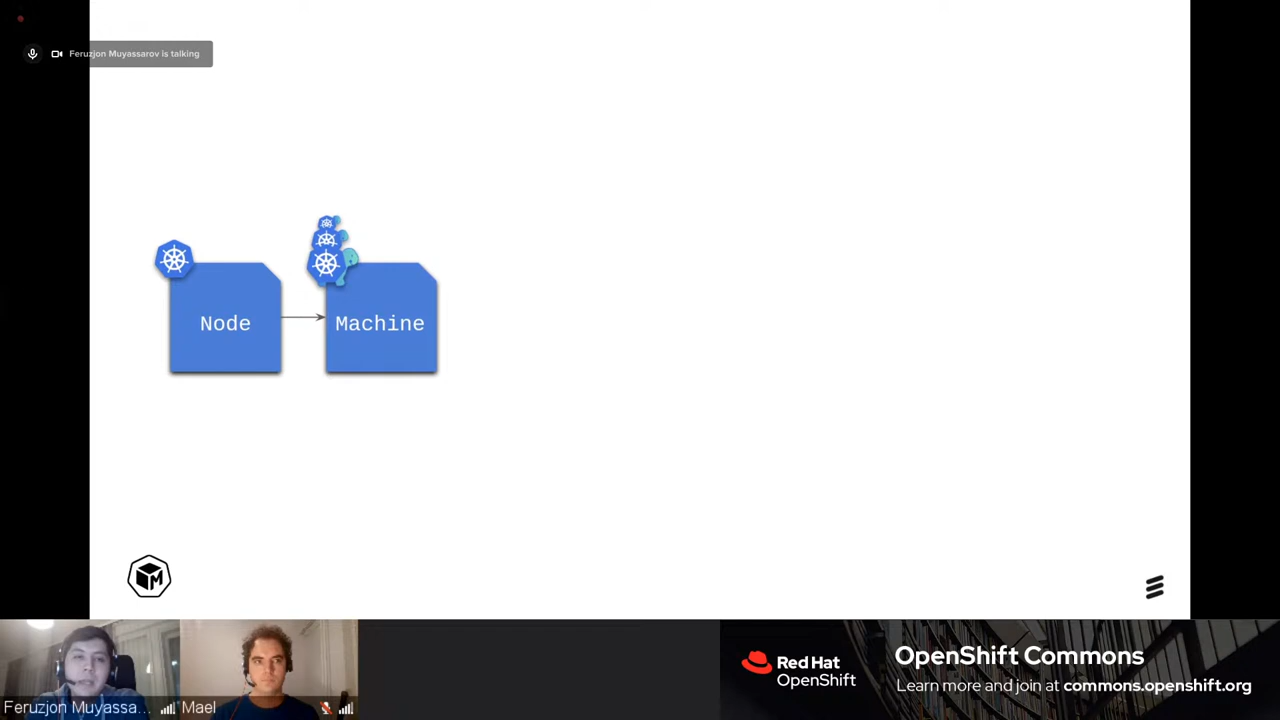 Feruzjon Muyassarov is talking
Node
Machine
M
Feruzjon Muyassa...
Mael
Red Hat
OpenShift
OpenShift Commons
Learn more and join at commons.openshift.org